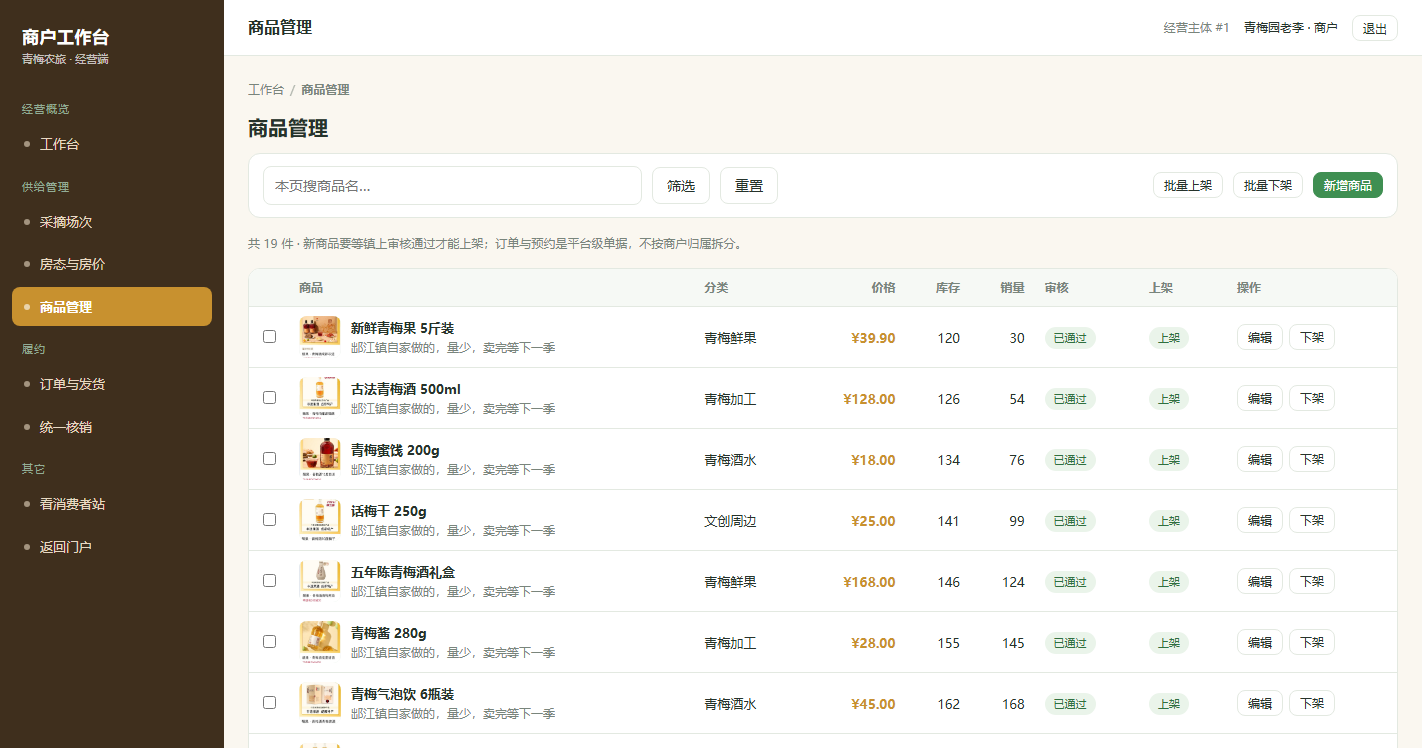 商户工作台
青梅农旅 · 经营端
经营概览
工作台
供给管理
采摘场次
房态与房价
商品管理
履约
订单与发货
统一核销
其它
看消费者站
返回门户
商品管理
经营主体 #1 青梅园老李 · 商户 退出
工作台 / 商品管理
商品管理
本页搜商品名... 筛选 重置 批量上架 批量下架 新增商品
共 19 件 · 新商品要等镇上审核通过才能上架；订单与预约是平台级单据，不按商户归属拆分。
商品 分类 价格 库存 销量 审核 上架 操作
新鲜青梅果 5斤装
邶江镇自家做的，量少，卖完等下一季
青梅鲜果 ¥39.90 120 30 已通过 上架 编辑 下架
古法青梅酒 500ml
邶江镇自家做的，量少，卖完等下一季
青梅加工 ¥128.00 126 54 已通过 上架 编辑 下架
青梅蜜饯 200g
邶江镇自家做的，量少，卖完等下一季
青梅酒水 ¥18.00 134 76 已通过 上架 编辑 下架
话梅干 250g
邶江镇自家做的，量少，卖完等下一季
文创周边 ¥25.00 141 99 已通过 上架 编辑 下架
五年陈青梅酒礼盒
邶江镇自家做的，量少，卖完等下一季
青梅鲜果 ¥168.00 146 124 已通过 上架 编辑 下架
青梅酱 280g
邶江镇自家做的，量少，卖完等下一季
青梅加工 ¥28.00 155 145 已通过 上架 编辑 下架
青梅气泡饮 6瓶装
邶江镇自家做的，量少，卖完等下一季
青梅酒水 ¥45.00 162 168 已通过 上架 编辑 下架